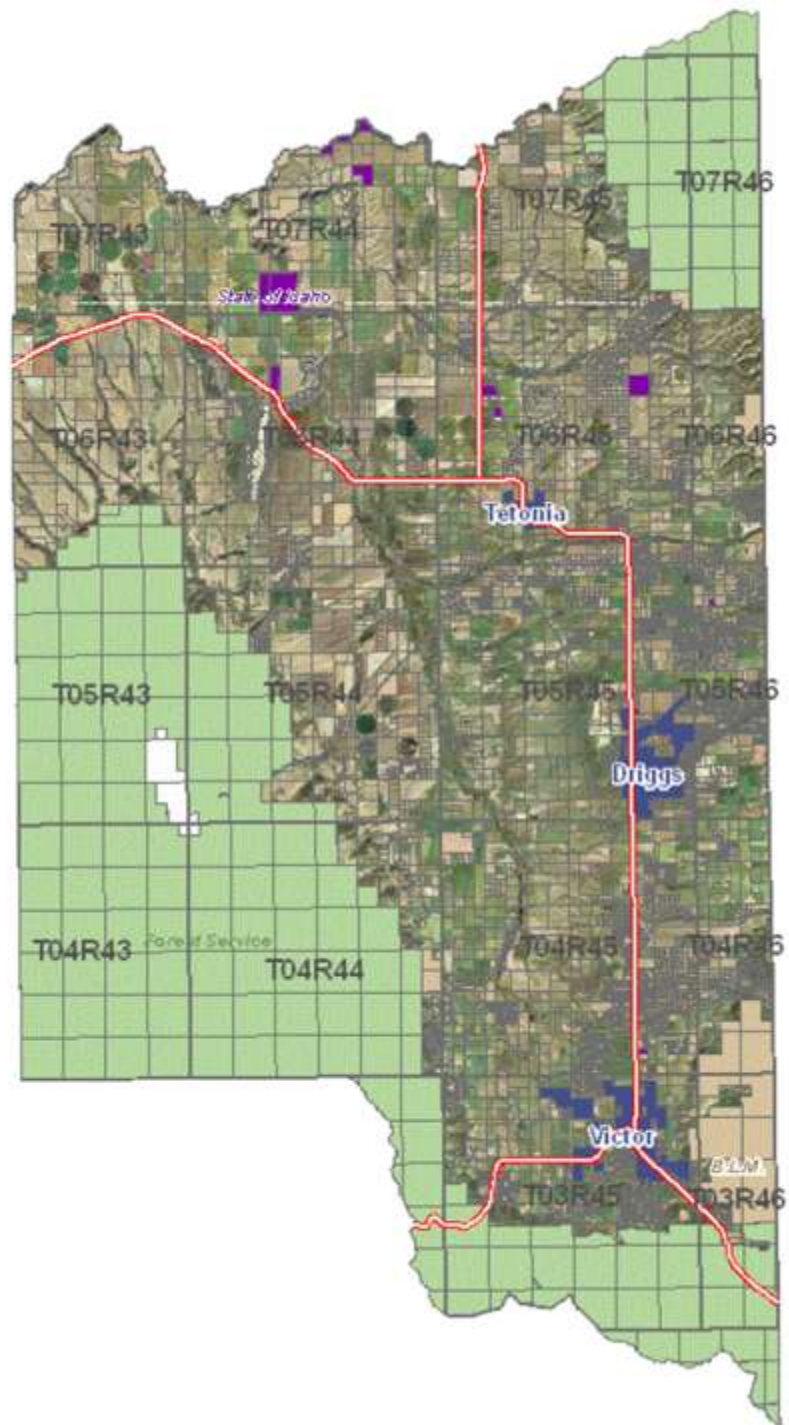 T07R46
T07R45
T07R43
T07R44
State of Idaho
T06R43
T06R44
T06R45
T06R46
Tetonia
T05R43
T05R44
T05R45
T05R46
Driggs
T04R43
Forest Service
T04R44
T04R45
T04R46
Victor
B.L.M.
T03R45
T03R46